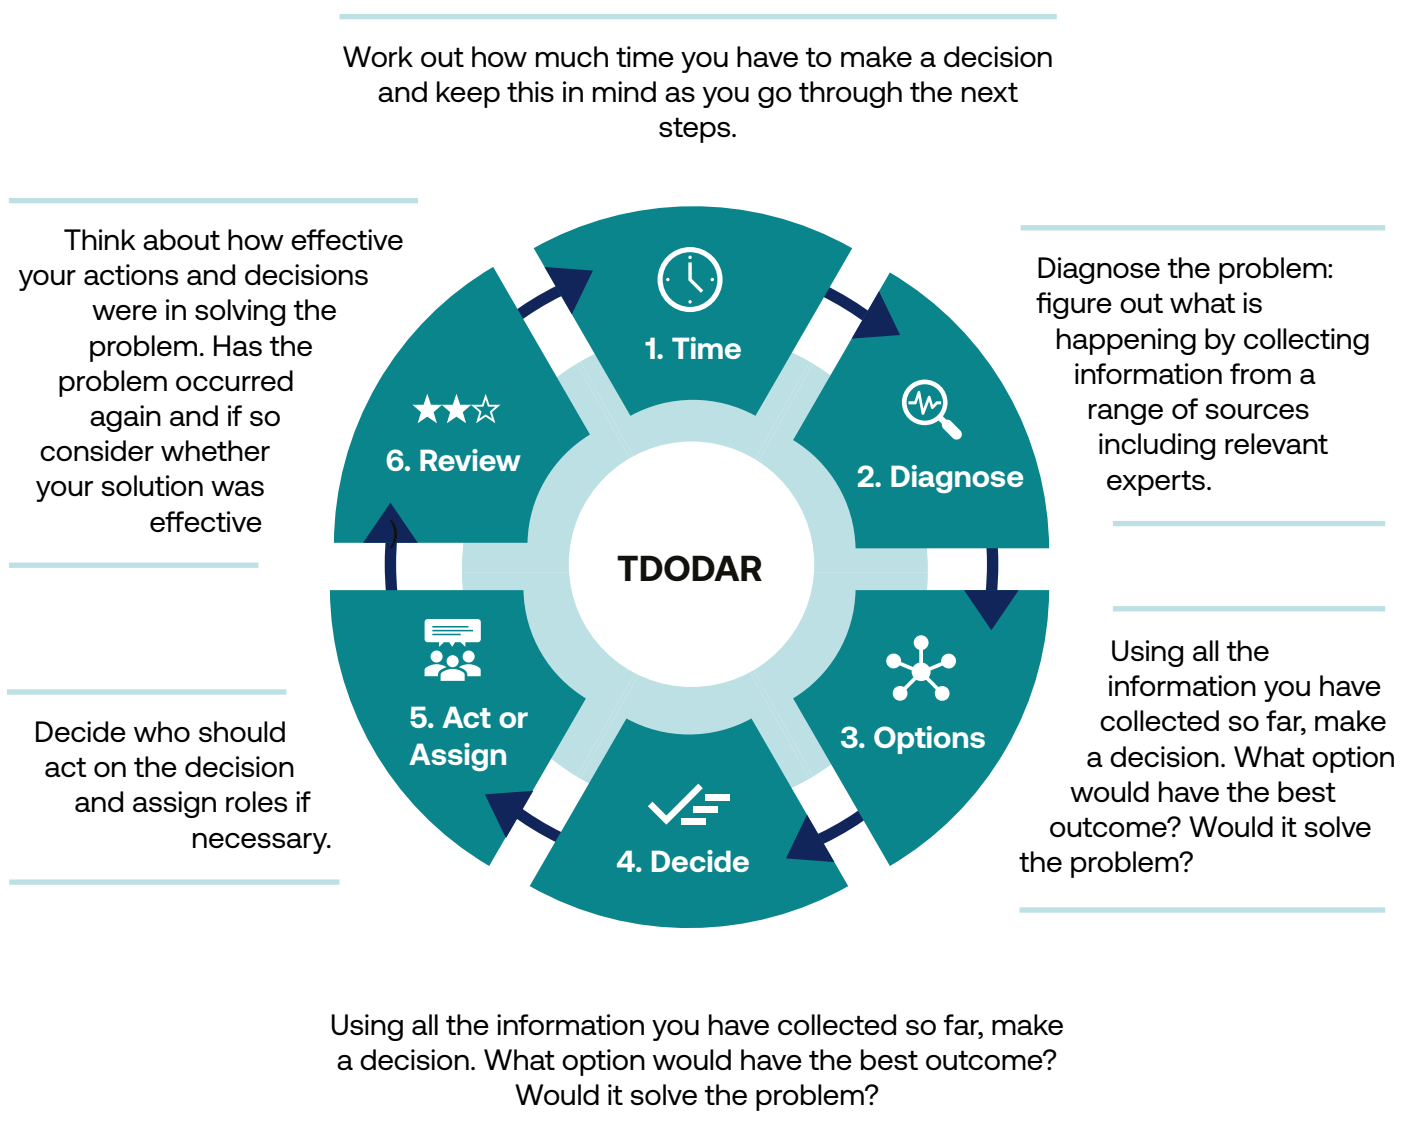 Work out how much time you have to make a decision
and keep this in mind as you go through the next
steps.
Think about how effective
your actions and decisions
were in solving the
problem. Has the
problem occurred
again and if so
consider whether
your solution was
effective
Diagnose the problem:
figure out what is
happening by collecting
information from a
range of sources
including relevant
experts.
1. Time
2. Diagnose
6. Review
TDODAR
3. Options
5. Act or
Assign
4. Decide
Using all the
information you have
collected so far, make
a decision. What option
would have the best
outcome? Would it solve
the problem?
Decide who should
act on the decision
and assign roles if
necessary.
Using all the information you have collected so far, make
a decision. What option would have the best outcome?
Would it solve the problem?